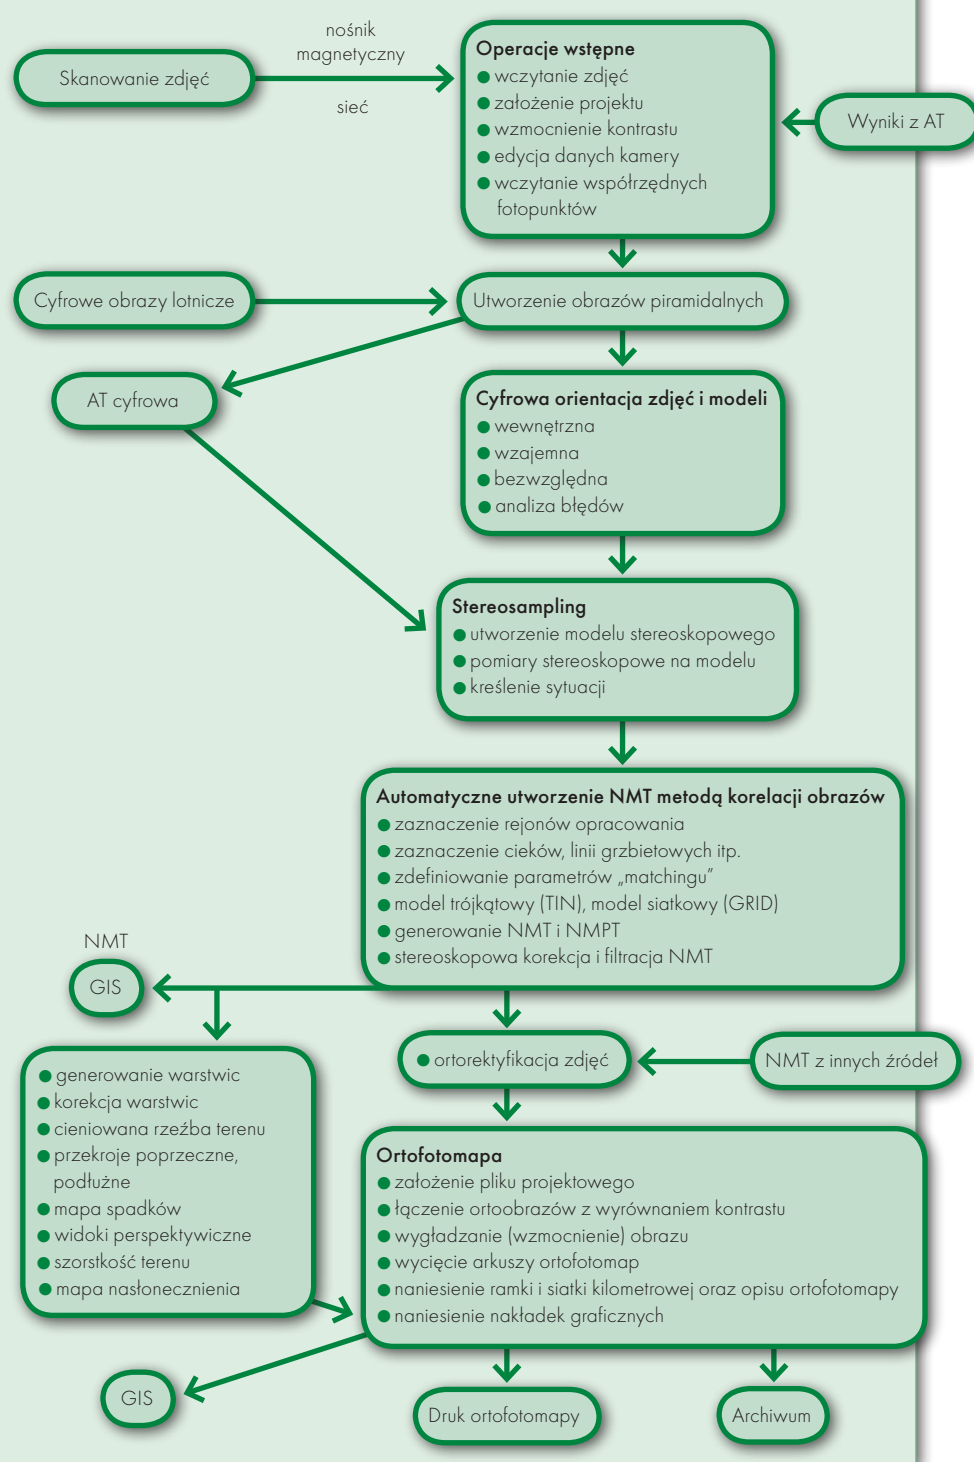 nośnik
magnetyczny
Skanowanie zdjęć
sieć
Operacje wstępne
● wczytanie zdjęć
● założenie projektu
● wzmocnienie kontrastu
● edycja danych kamery
● wczytanie współrzędnych
fotopunktów
Wyniki z AT
Cyfrowe obrazy lotnicze
Utworzenie obrazów piramidalnych
AT cyfrowa
Cyfrowa orientacja zdjęć i modeli
● wewnętrzna
● wzajemna
● bezwzględna
● analiza błędów
Stereosampling
● utworzenie modelu stereoskopowego
● pomiary stereoskopowe na modelu
● kreślenie sytuacji
Automatyczne utworzenie NMT metodą korelacji obrazów
● zaznaczenie rejonów opracowania
● zaznaczenie cieków, linii grzbietowych itp.
● zdefiniowanie parametrów „matchingu”
● model trójkątowy (TIN), model siatkowy (GRID)
● generowanie NMT i NMPT
● stereoskopowa korekcja i filtracja NMT
NMT
GIS
● ortorektyfikacja zdjęć
NMT z innych źródeł
● generowanie warstwic
● korekcja warstwic
● cieniowana rzeźba terenu
● przekroje poprzeczne,
podłużne
● mapa spadków
● widoki perspektywiczne
● szorstkość terenu
● mapa nasłonecznienia
Ortofotomapa
● założenie pliku projektowego
● łączenie ortoobrazów z wyrównaniem kontrastu
● wygładzanie (wzmocnienie) obrazu
● wycięcie arkuszy ortofotomap
● naniesienie ramki i siatki kilometrowej oraz opisu ortofotomapy
● naniesienie nakładek graficznych
GIS
Druk ortofotomapy
Archiwum